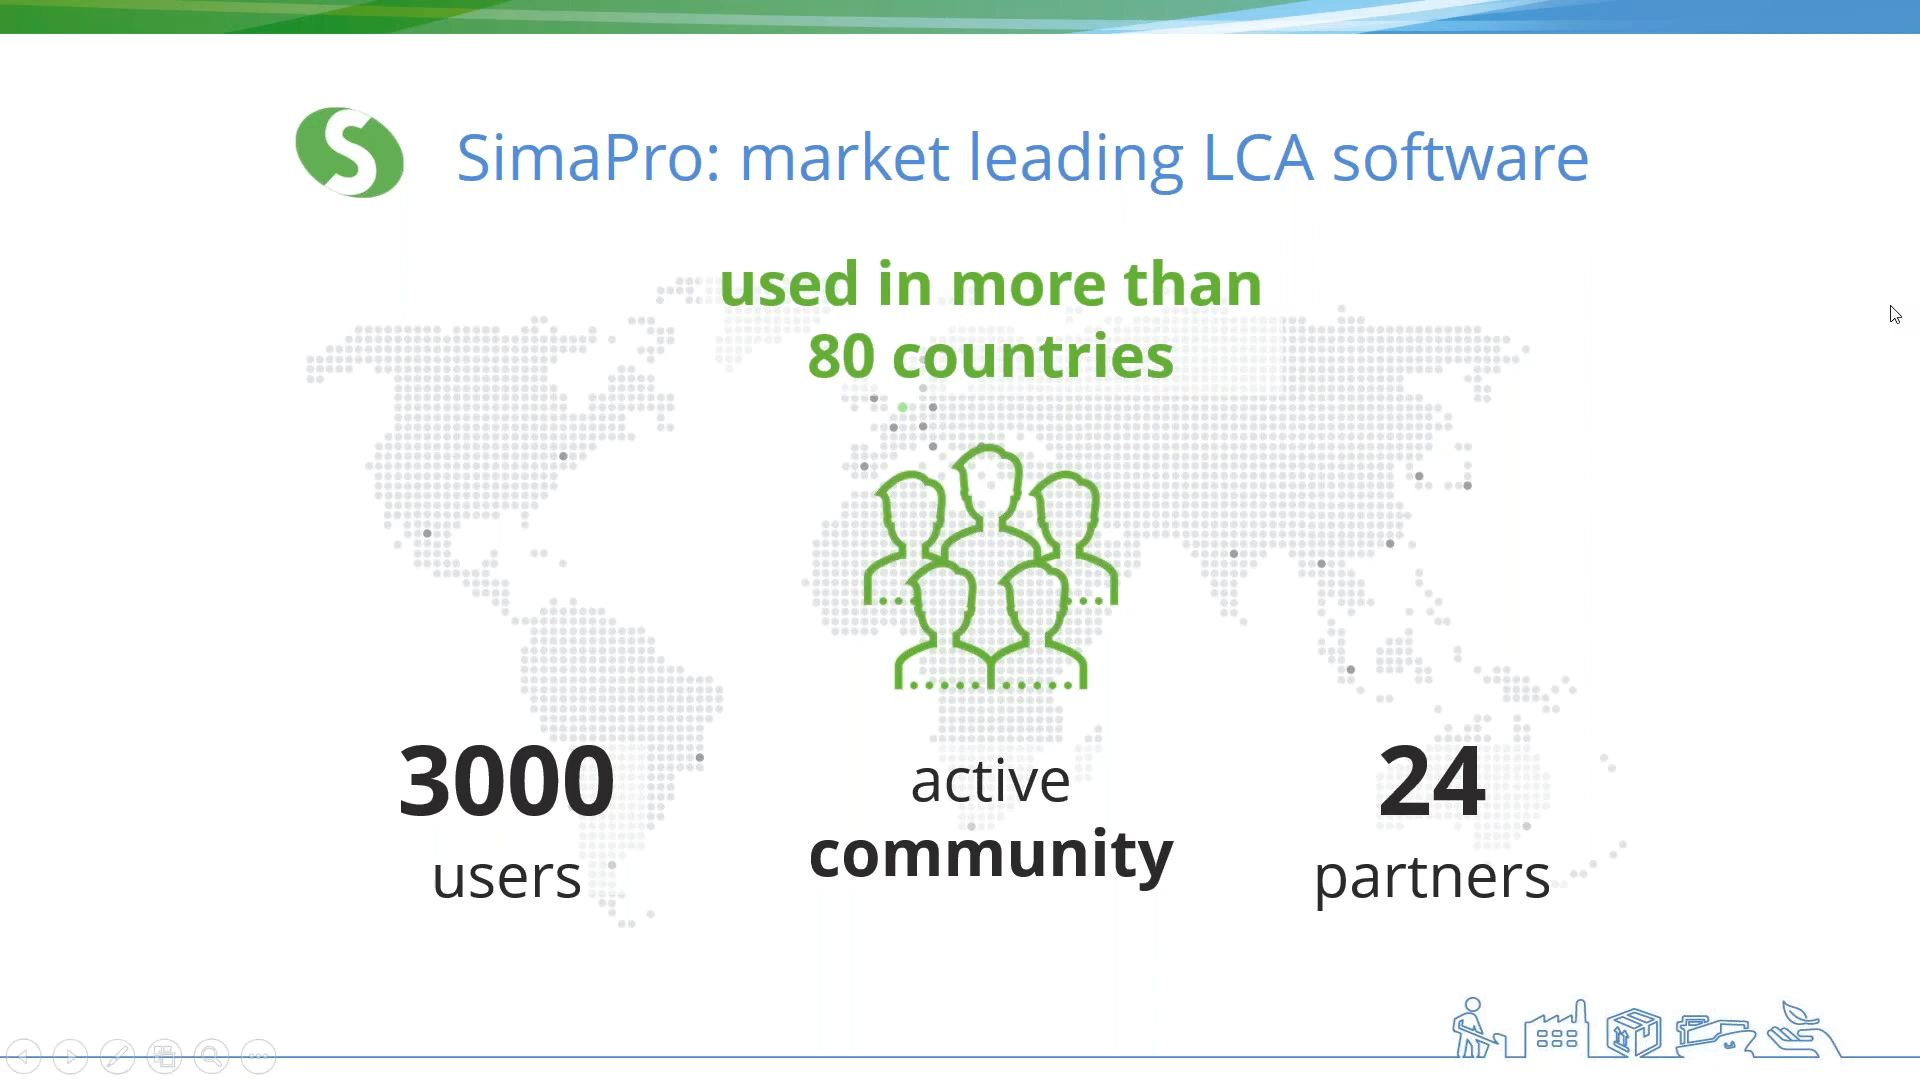 SimaPro: market leading LCA software
used in more than
80 countries
3000
users
active
community
24
partners